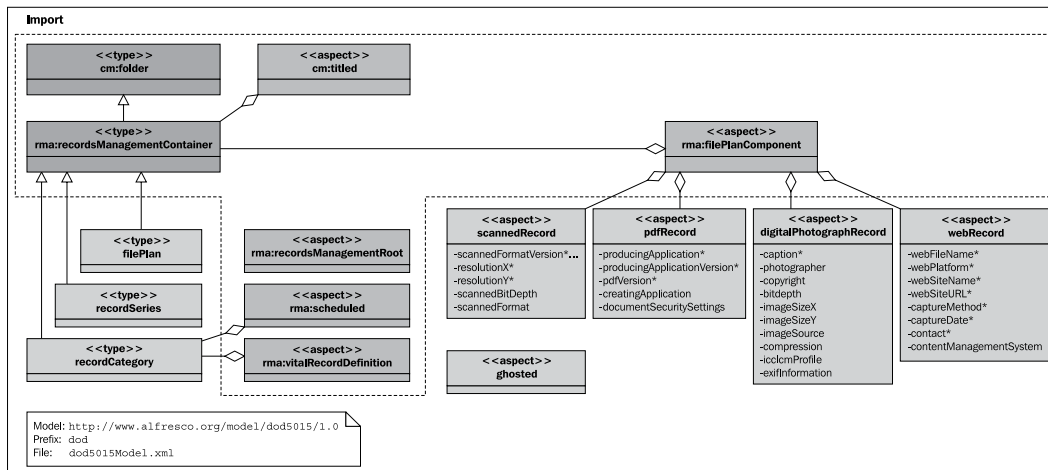 Import
<<type>>
cm:folder
<<aspect>>
cm:titled
<<type>>
rma:recordsManagementContainer
<<aspect>>
rma:filePlanComponent
<<type>>
filePlan
<<type>>
recordSeries
<<type>>
recordCategory
<<aspect>>
rma:recordsManagementRoot
<<aspect>>
rma:scheduled
<<aspect>>
rma:vitalRecordDefinition
<<aspect>>
scannedRecord
-scannedFormatVersion*...
-resolutionX*
-resolutionY*
-scannedBitDepth
-scannedFormat
<<aspect>>
pdfRecord
-producingApplication*
-producingApplicationVersion*
-pdfVersion*
-creatingApplication
-documentSecuritySettings
<<aspect>>
digitalPhotographRecord
-caption*
-photographer
-copyright
-bitdepth
-imageSizeX
-imageSizeY
-imageSource
-compression
-icclcmProfile
-exifInformation
<<aspect>>
webRecord
-webFileName*
-webPlatform*
-webSiteName*
-webSiteURL*
-captureMethod*
-captureDate*
-contact*
-contentManagementSystem
<<aspect>>
ghosted
Model: http://www.alfresco.org/model/dod5015/1.0
Prefix: dod
File: dod5015Model.xml